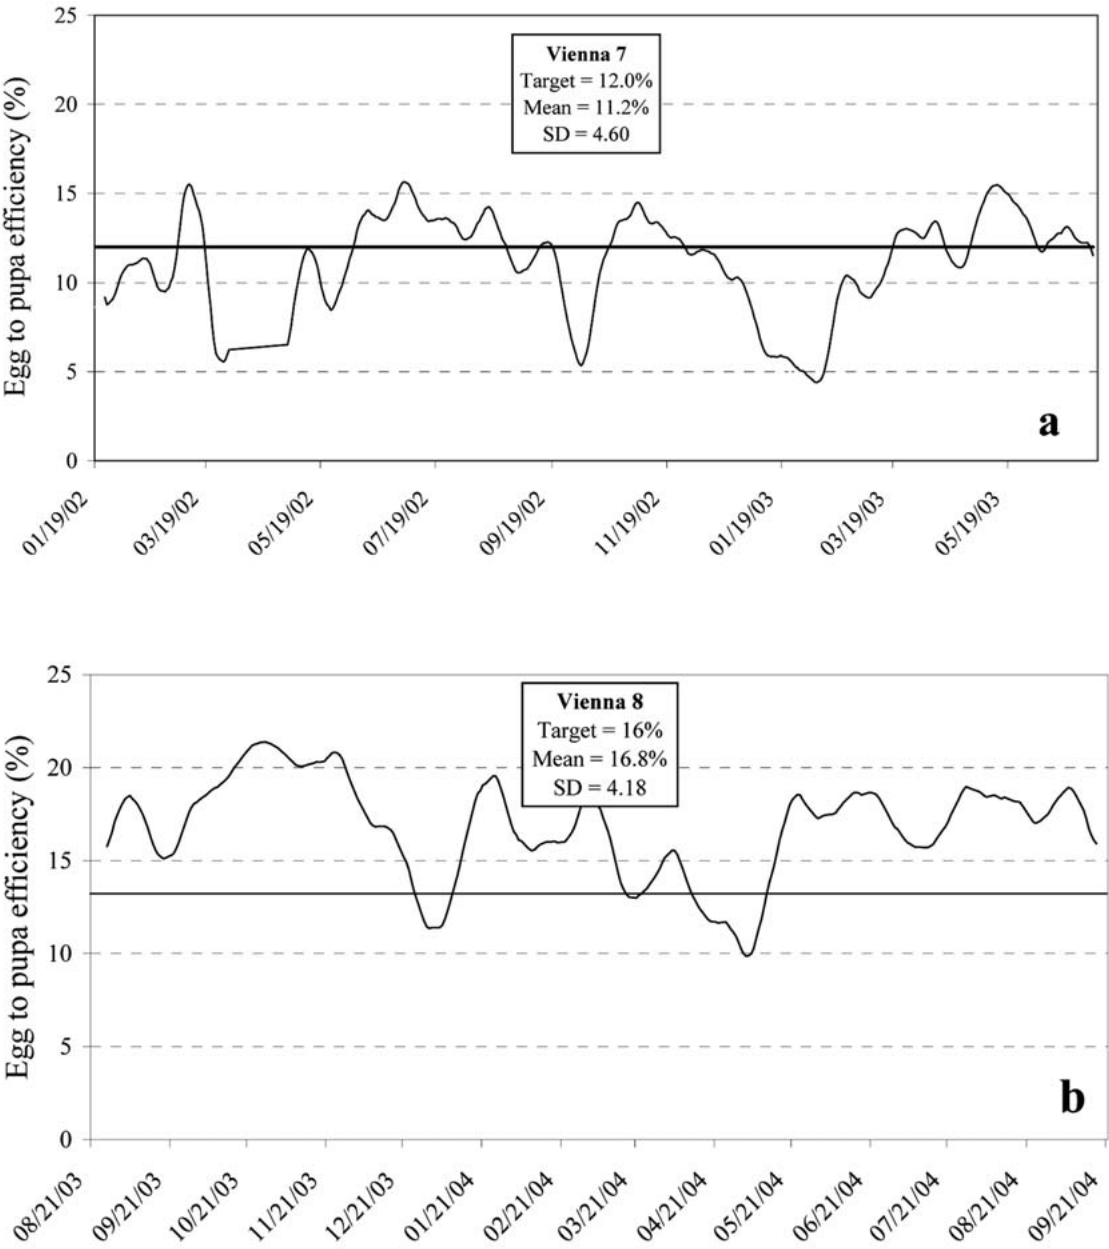 Egg to pupa efficiency (%)
25
20
15
10
5
0
Vienna 7
Target = 12.0%
Mean = 11.2%
SD = 4.60
a
01/19/02
03/19/02
05/19/02
07/19/02
09/19/02
11/19/02
01/19/03
03/19/03
05/19/03
Egg to pupa efficiency (%)
25
20
15
10
5
0
Vienna 8
Target = 16%
Mean = 16.8%
SD = 4.18
b
08/21/03
09/21/03
10/21/03
11/21/03
12/21/03
01/21/04
02/21/04
03/21/04
04/21/04
05/21/04
06/21/04
07/21/04
08/21/04
09/21/04